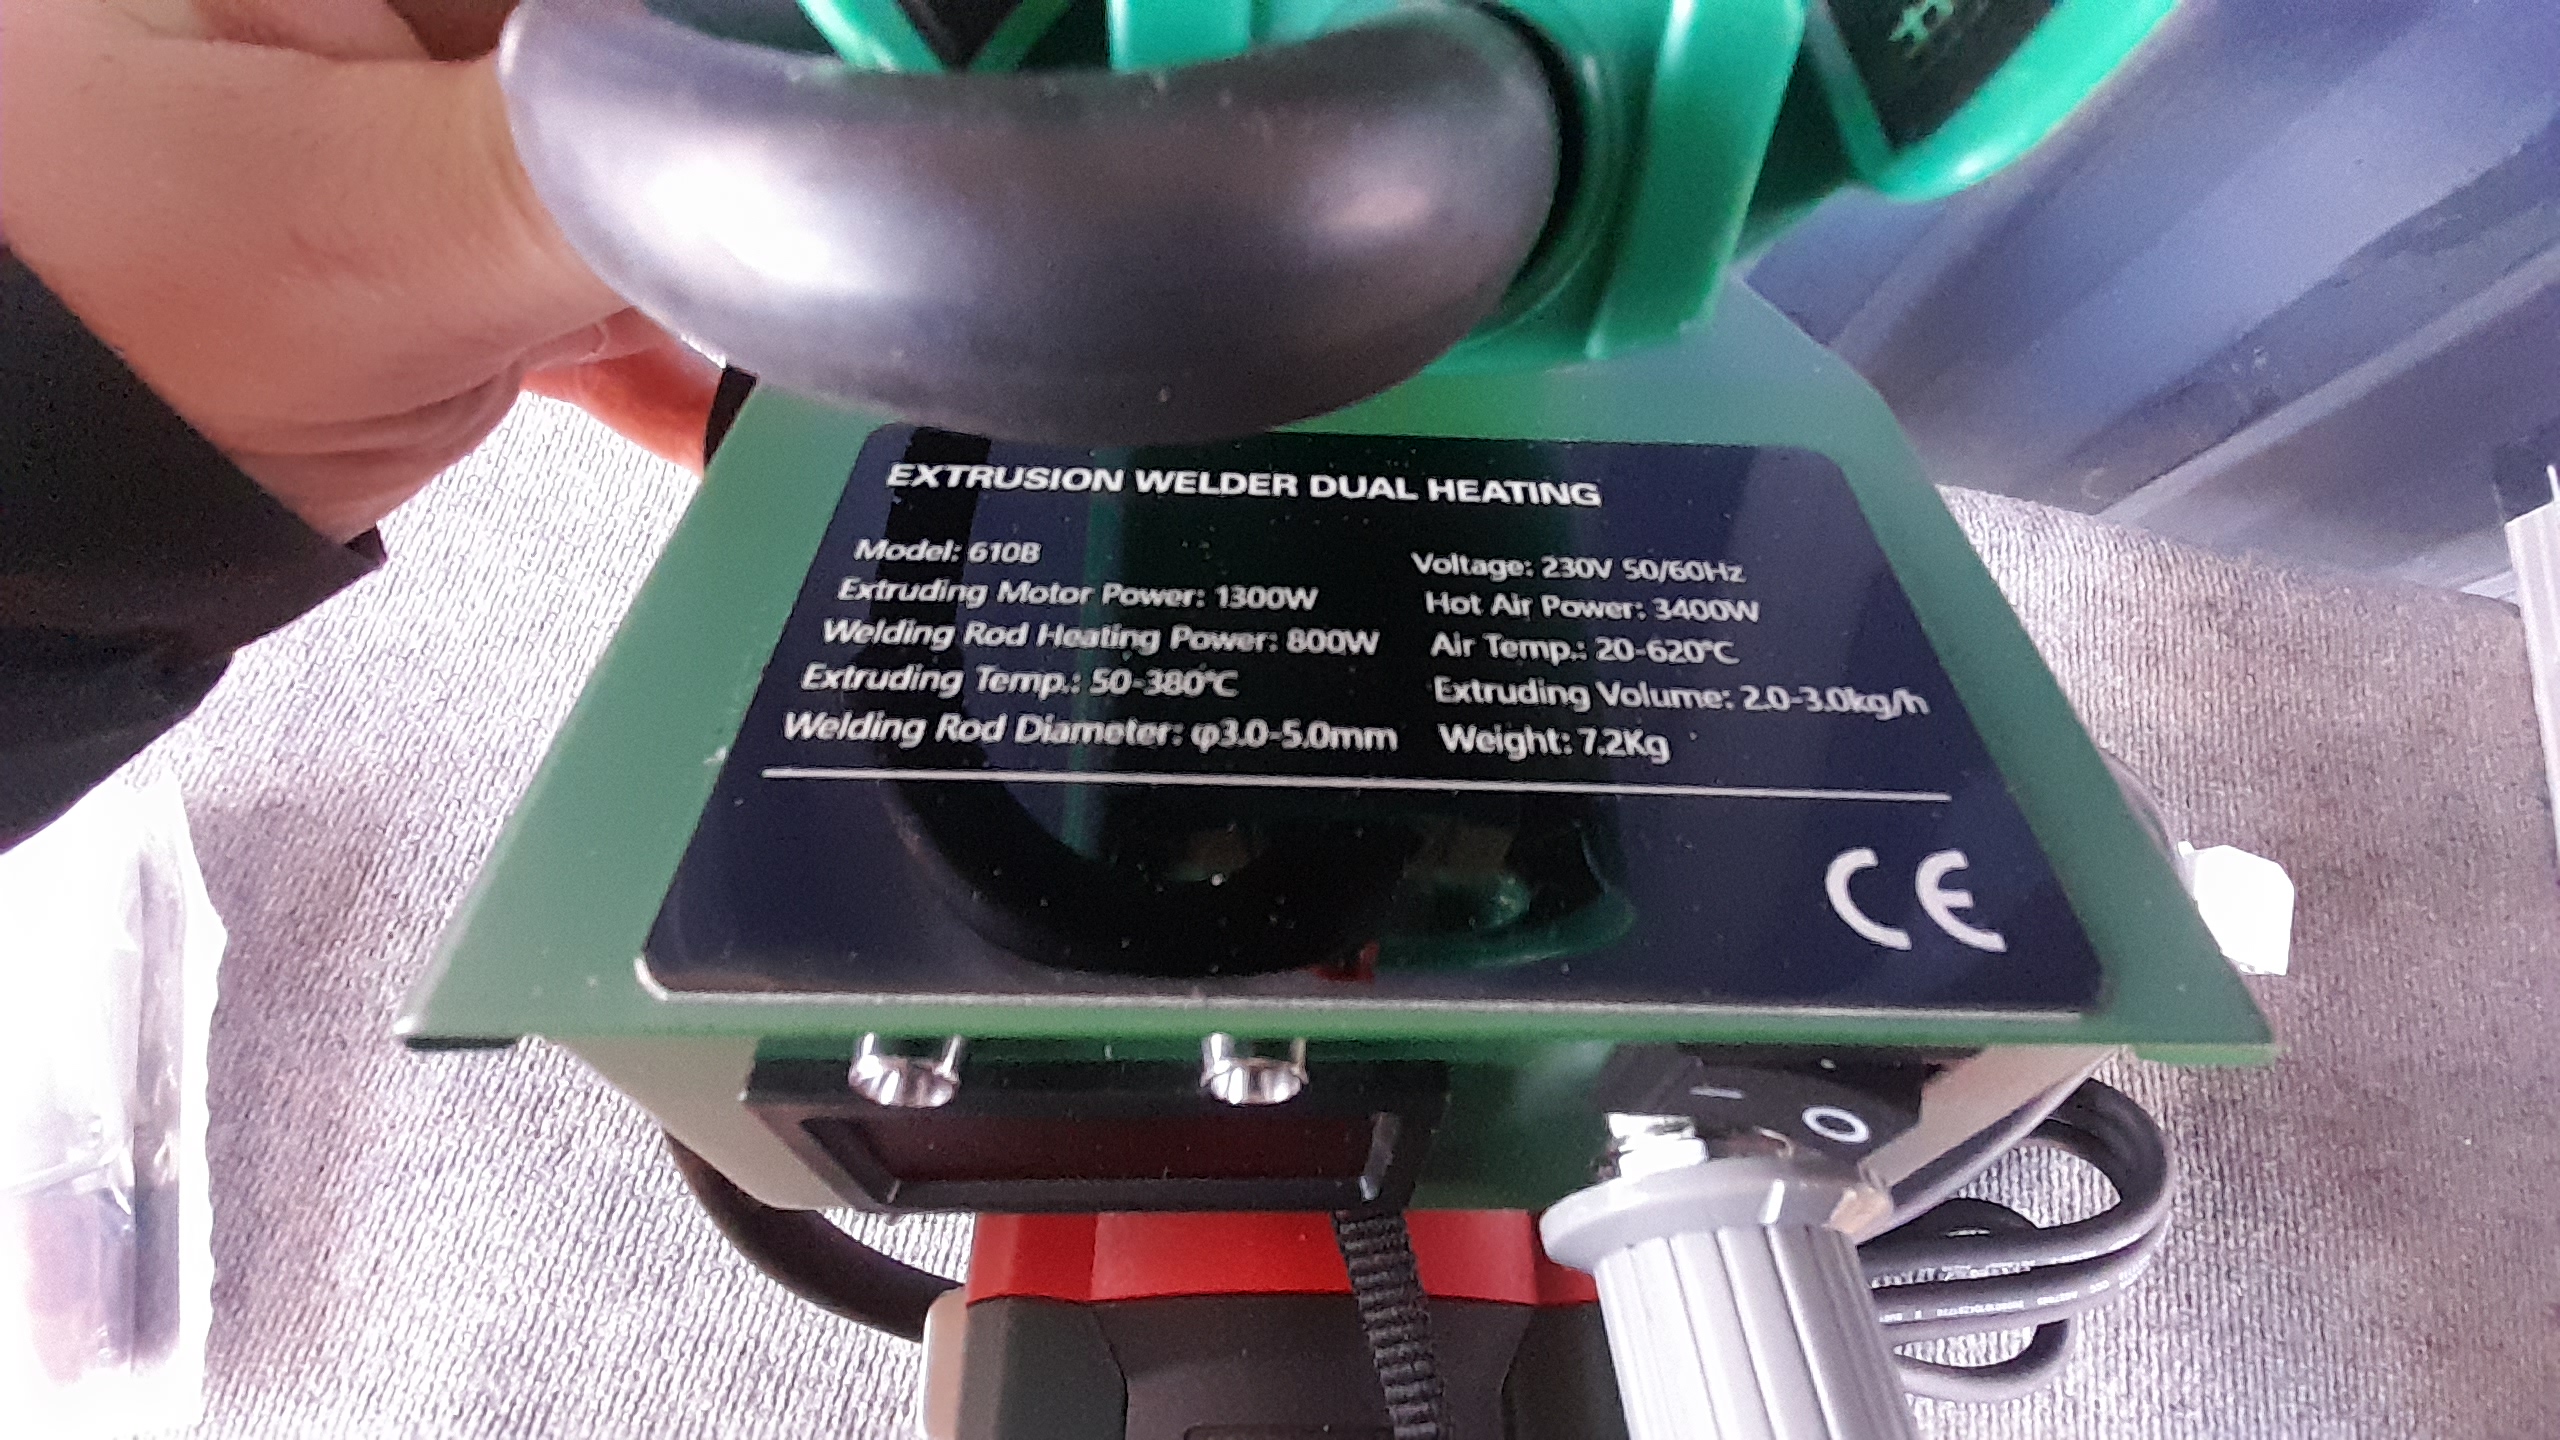 EXTRUSION WELDER DUAL HEATING
Model: 610B
Extruding Motor Power: 1300W
Welding Rod Heating Power: 800W
Extruding Temp.: 50-380°C
Welding Rod Diameter: φ3.0-5.0mm
Voltage: 230V 50/60Hz
Hot Air Power: 3400W
Air Temp.: 20-620°C
Extruding Volume: 2.0-3.0kg/h
Weight: 7.2Kg
CE